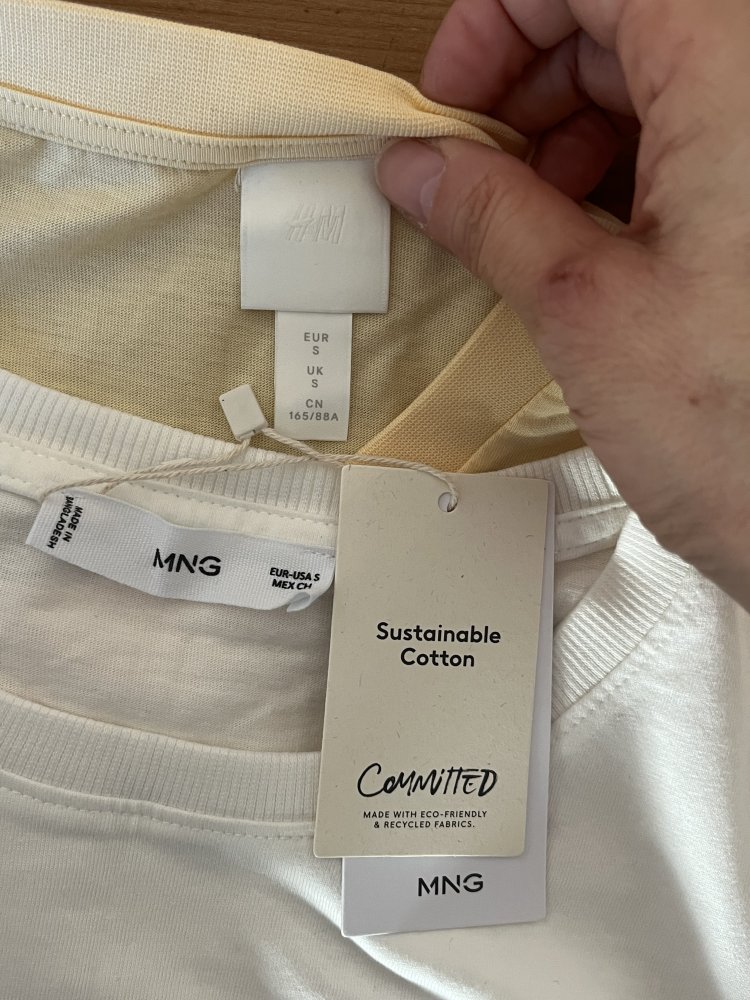 H&M
EUR
S
UK
S
CN
165/88A
MADE IN
BANGLADESH
MNG
EUR-USA S
MEX CH
Sustainable
Cotton
COMMITTED
MADE WITH ECO-FRIENDLY
& RECYCLED FABRICS.
MNG